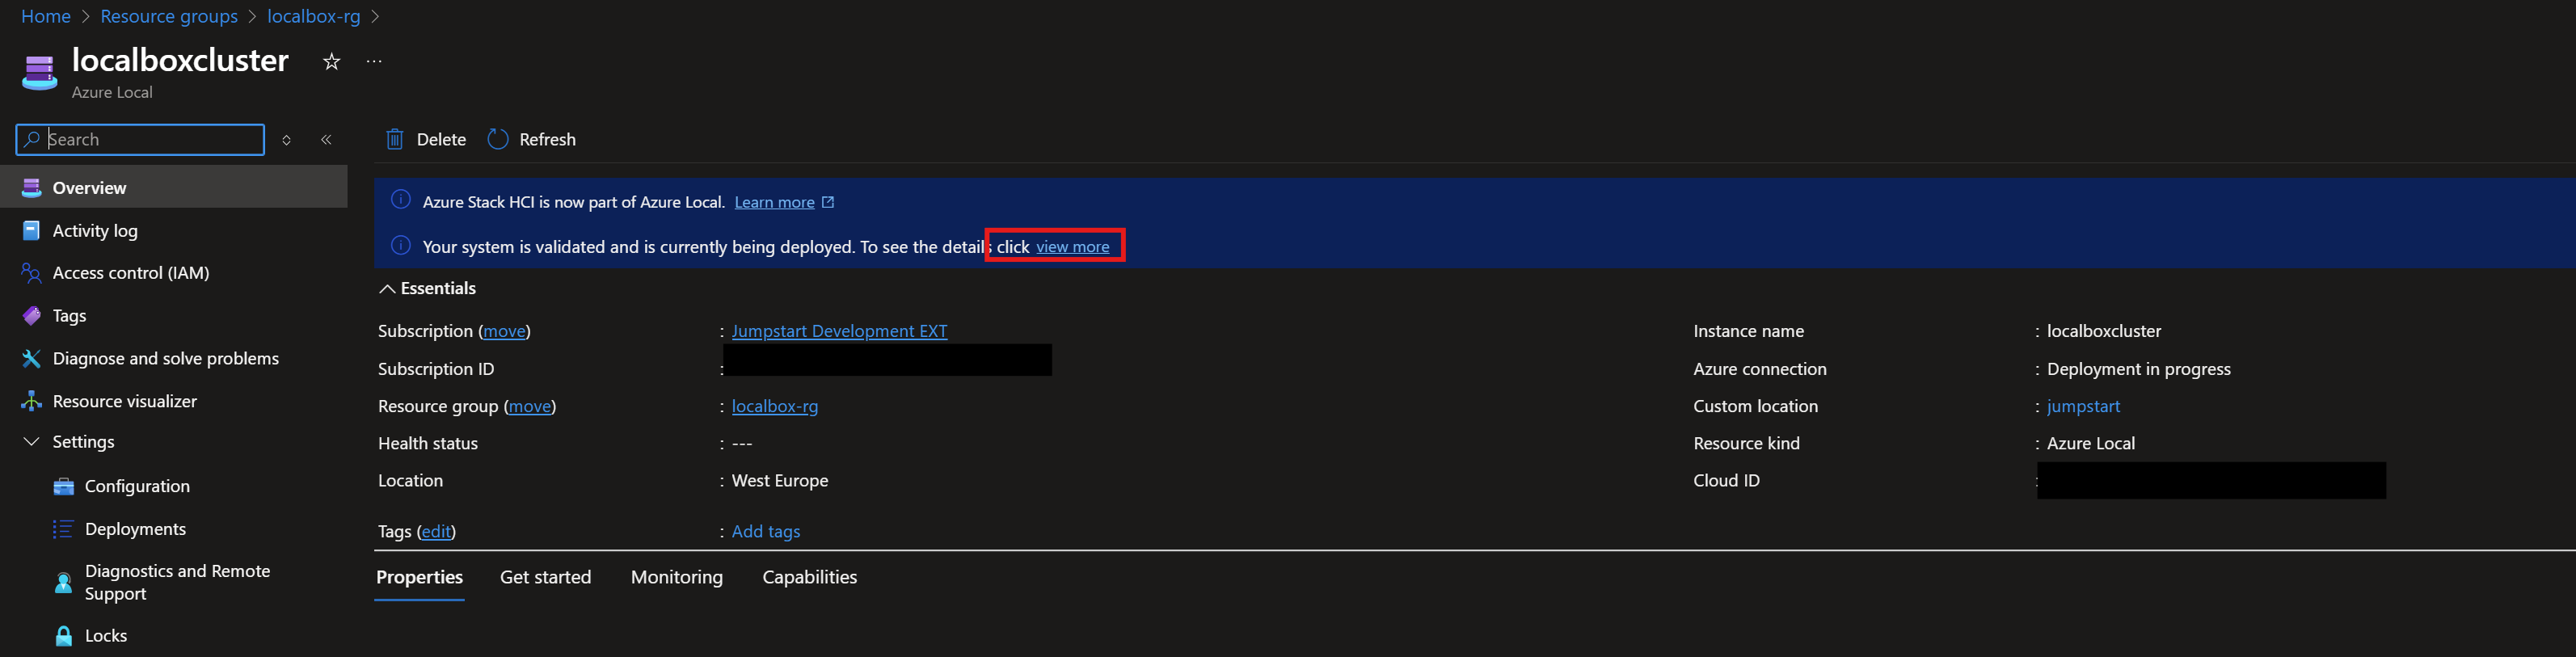 Home > Resource groups > localbox-rg >
localboxcluster ☆ ...
Azure Local
Search
Delete Refresh
Overview
Activity log
Access control (IAM)
Tags
Diagnose and solve problems
Resource visualizer
Settings
Configuration
Deployments
Diagnostics and Remote
Support
Locks
Azure Stack HCI is now part of Azure Local. Learn more
Your system is validated and is currently being deployed. To see the details click view more
Essentials
Subscription (move) : Jumpstart Development EXT
Subscription ID :
Resource group (move) : localbox-rg
Health status : ---
Location : West Europe
Tags (edit) : Add tags
Instance name : localboxcluster
Azure connection : Deployment in progress
Custom location : jumpstart
Resource kind : Azure Local
Cloud ID :
Properties Get started Monitoring Capabilities